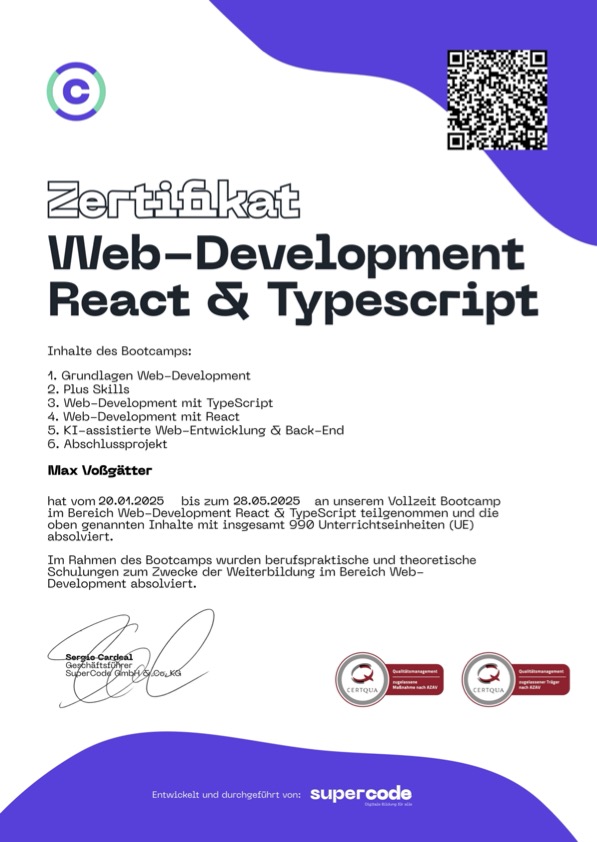 C
Zertifikat
Web-Development
React & Typescript
Inhalte des Bootcamps:
1. Grundlagen Web-Development
2. Plus Skills
3. Web-Development mit TypeScript
4. Web-Development mit React
5. KI-assistierte Web-Entwicklung & Back-End
6. Abschlussprojekt
Max Voßgätter
hat vom 20.01.2025 bis zum 28.05.2025 an unserem Vollzeit Bootcamp
im Bereich Web-Development React & TypeScript teilgenommen und die
oben genannten Inhalte mit insgesamt 990 Unterrichtseinheiten (UE)
absolviert.
Im Rahmen des Bootcamps wurden berufspraktische und theoretische
Schulungen zum Zwecke der Weiterbildung im Bereich Web-
Development absolviert.
Sergio Cardeal
Geschäftsführer
SuperCode GmbH & Co. KG
CERTQUA
Qualitätsmanagement
zugelassene
Maßnahme nach AZAV
CERTQUA
Qualitätsmanagement
zugelassener Träger
nach AZAV
Entwickelt und durchgeführt von: supercode
Digitale Bildung für alle